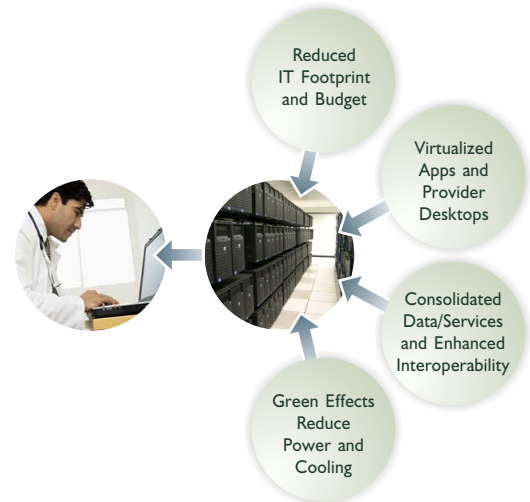 Reduced
IT Footprint
and Budget
Virtualized
Apps and
Provider
Desktops
Consolidated
Data/Services
and Enhanced
Interoperability
Green Effects
Reduce
Power and
Cooling